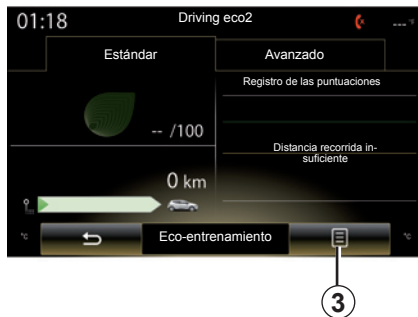 01:18
Driving eco2
---°F
Estándar
Avanzado
Registro de las puntuaciones
-- /100
Distancia recorrida in-
suficiente
0 km
°C
Eco-entrenamiento
°C
3